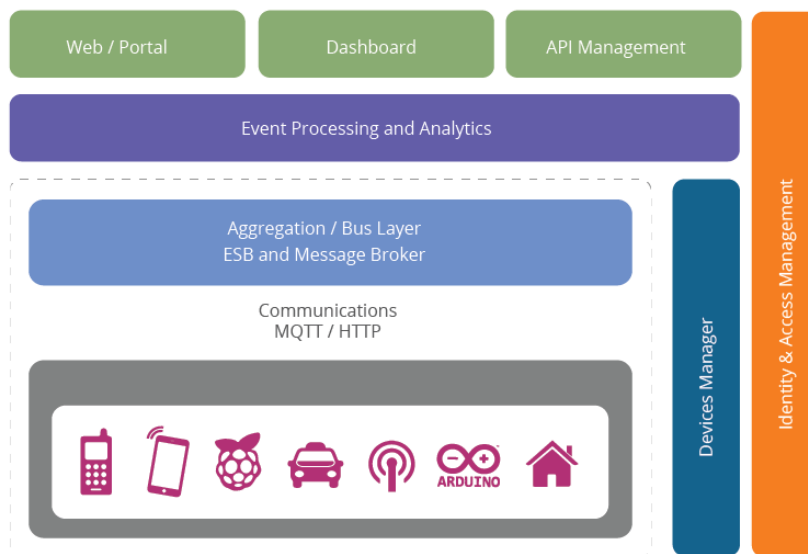 Web / Portal
Dashboard
API Management
Event Processing and Analytics
Aggregation / Bus Layer
ESB and Message Broker
Communications
MQTT / HTTP
ARDUINO
Devices Manager
Identity & Access Management